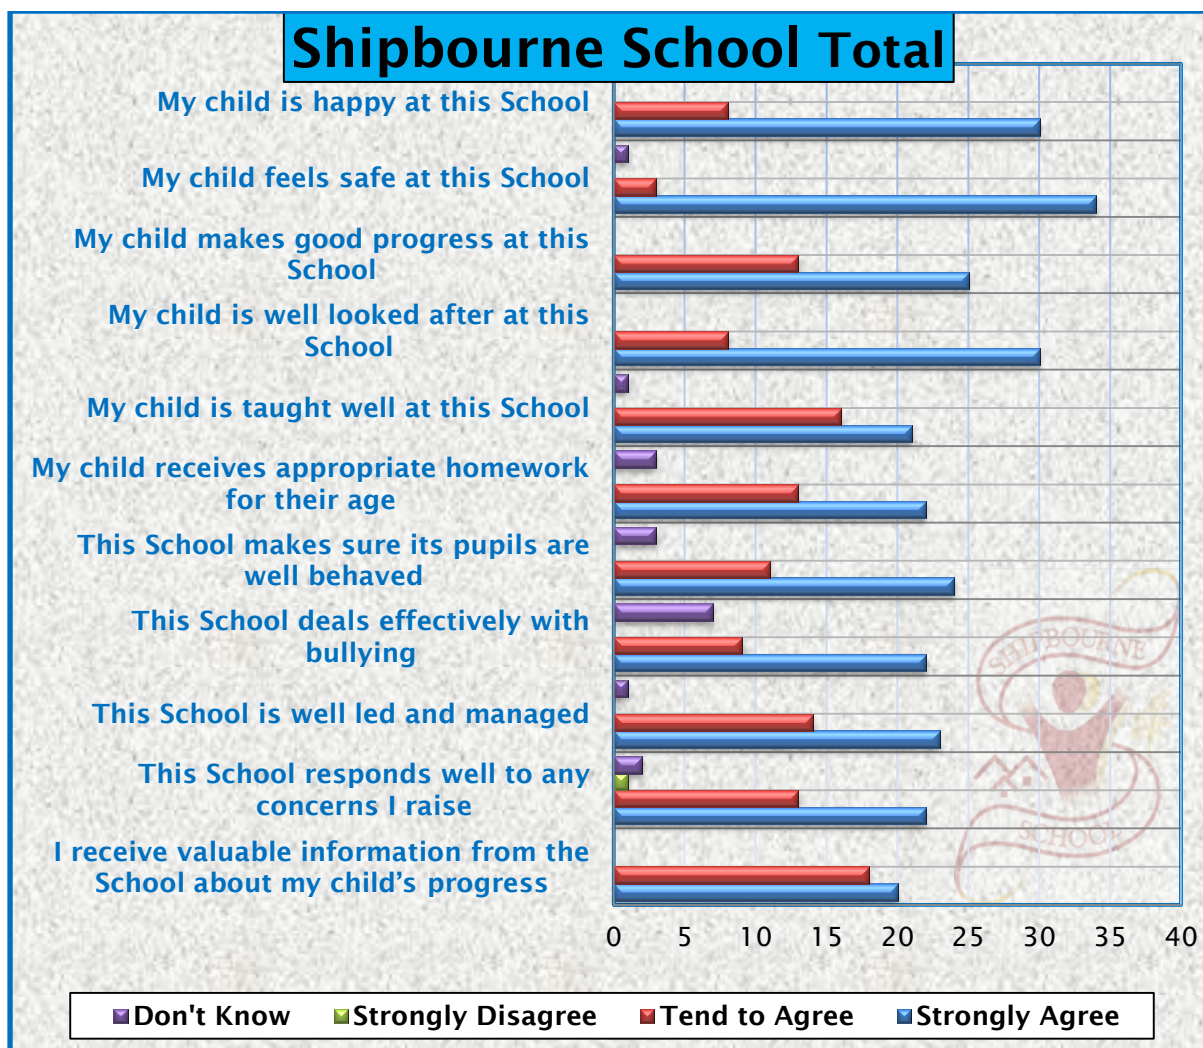 Shipbourne School Total
My child is happy at this School
My child feels safe at this School
My child makes good progress at this
School
My child is well looked after at this
School
My child is taught well at this School
My child receives appropriate homework
for their age
This School makes sure its pupils are
well behaved
This School deals effectively with
bullying
This School is well led and managed
This School responds well to any
concerns I raise
I receive valuable information from the
School about my child’s progress
SHIPBOURNE
SCHOOL
0 5 10 15 20 25 30 35 40
Don't Know Strongly Disagree Tend to Agree Strongly Agree